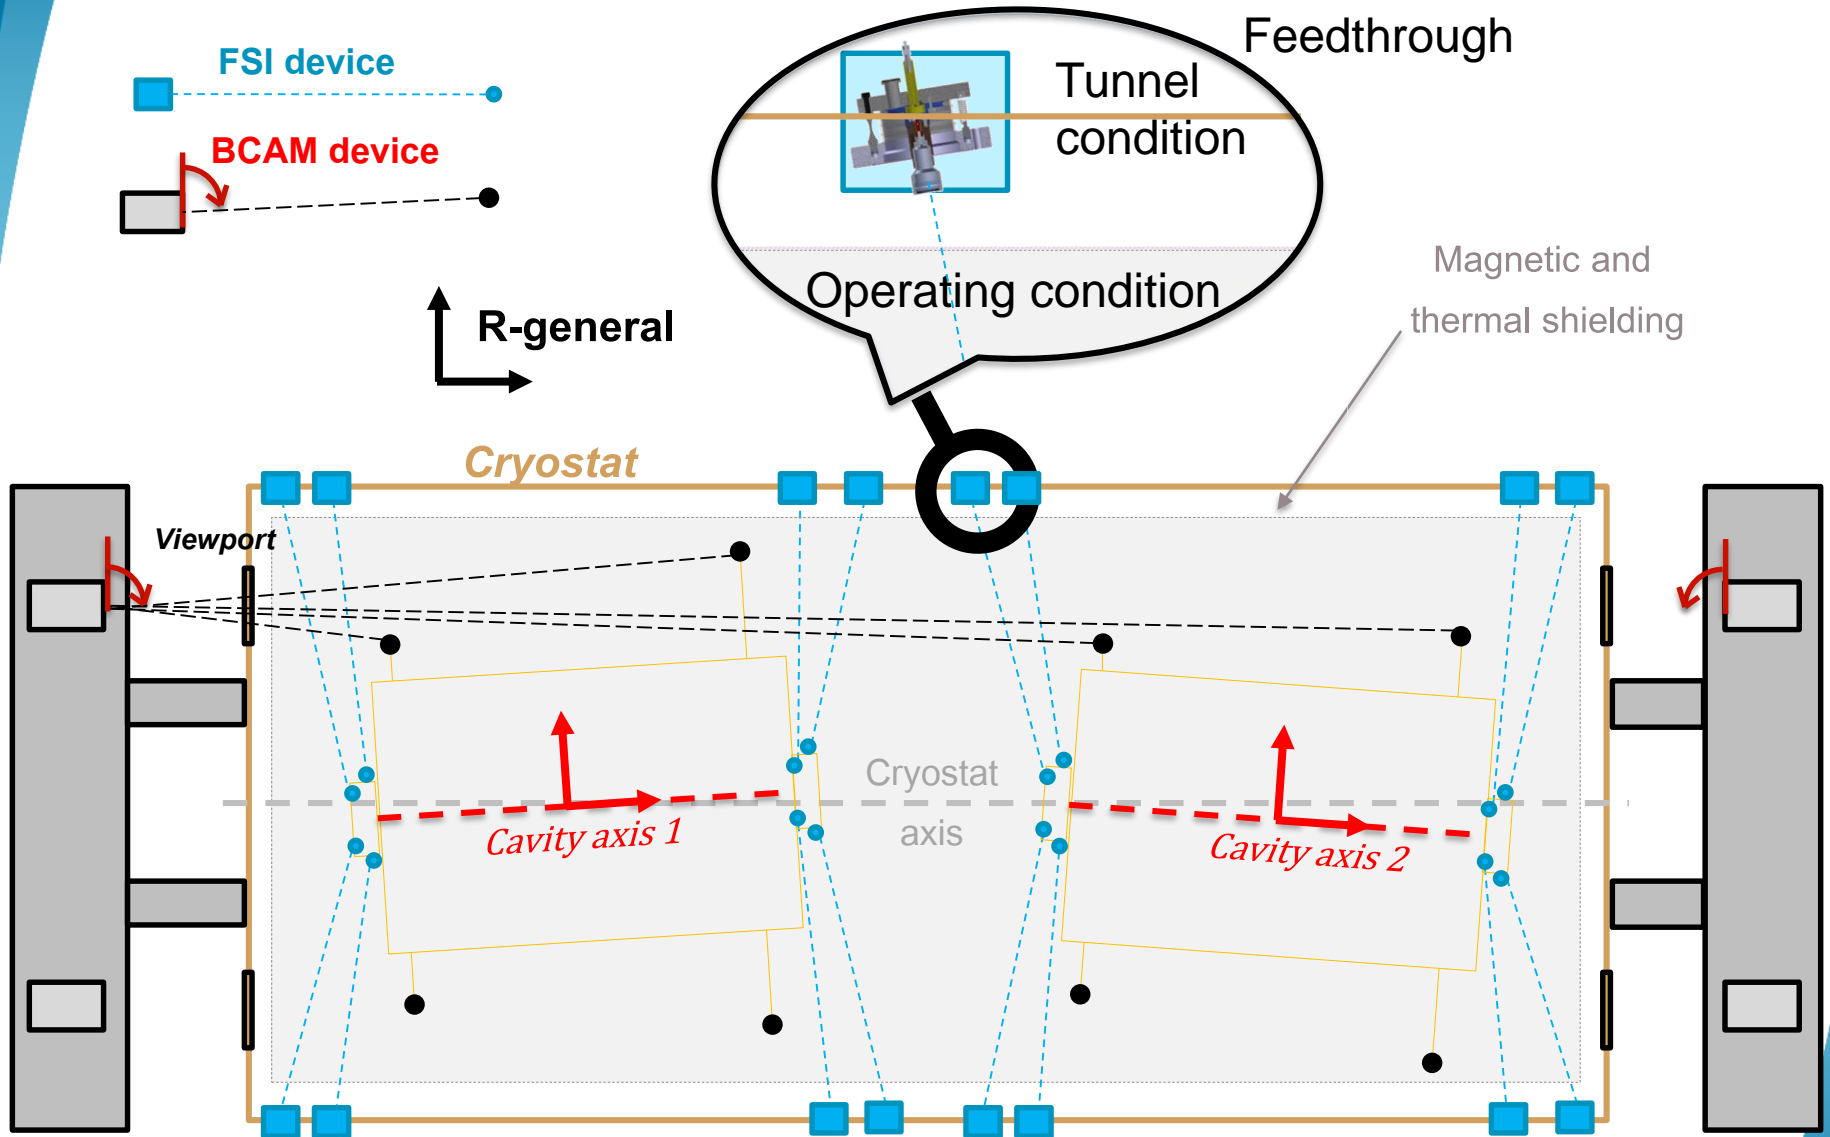 Feedthrough
FSI device
Tunnel
condition
BCAM device
Operating condition
Magnetic and
thermal shielding
R-general
Cryostat
Viewport
Cryostat
axis
Cavity axis 1
Cavity axis 2